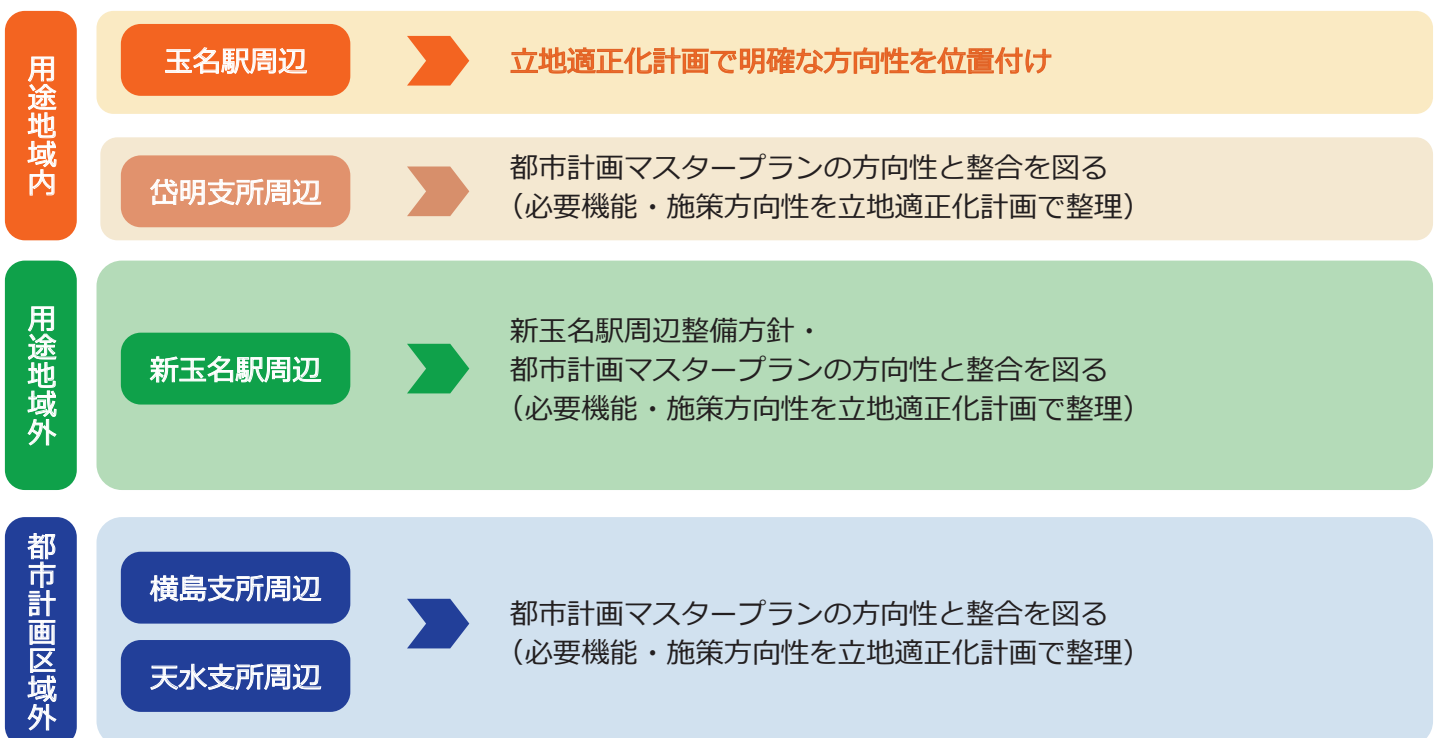 用途地域内
玉名駅周辺
立地適正化計画で明確な方向性を位置付け
岱明支所周辺
都市計画マスタープランの方向性と整合を図る
（必要機能・施策方向性を立地適正化計画で整理）
用途地域外
新玉名駅周辺
新玉名駅周辺整備方針・
都市計画マスタープランの方向性と整合を図る
（必要機能・施策方向性を立地適正化計画で整理）
都市計画区域外
横島支所周辺
天水支所周辺
都市計画マスタープランの方向性と整合を図る
（必要機能・施策方向性を立地適正化計画で整理）